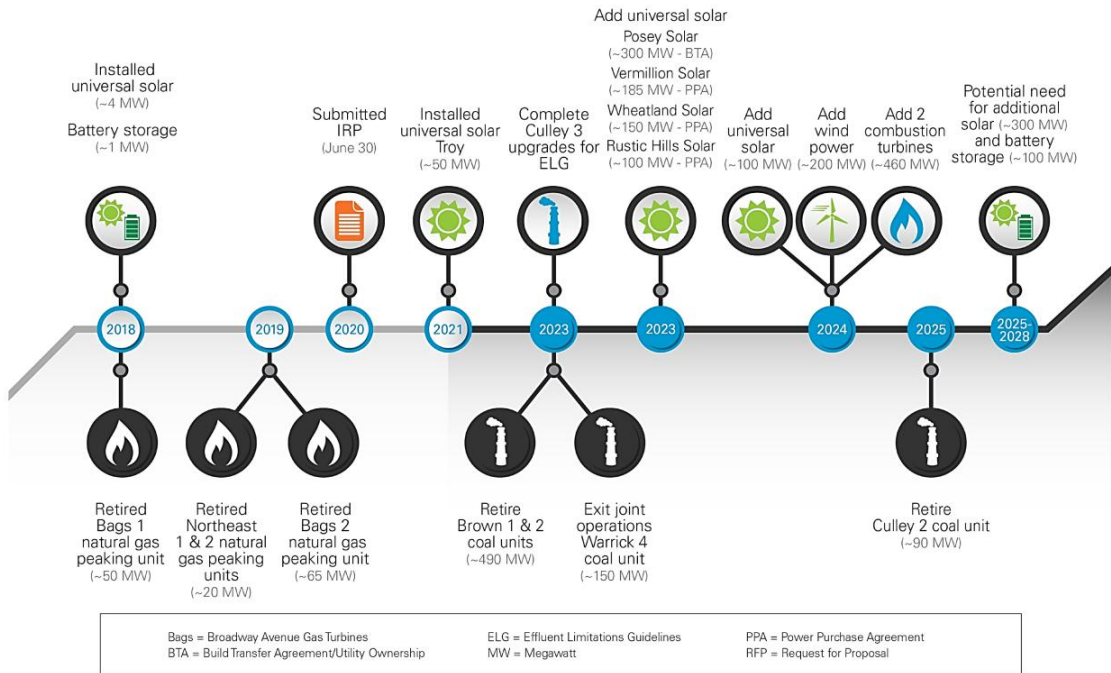 Installed
universal solar
(~4 MW)
Battery storage
(~1 MW)
Submitted
IRP
(June 30)
Installed
universal solar
Troy
(~50 MW)
Complete
Culley 3
upgrades for
ELG
Add universal solar
Posey Solar
(~300 MW - BTA)
Vermillion Solar
(~185 MW - PPA)
Wheatland Solar
(~150 MW - PPA)
Rustic Hills Solar
(~100 MW - PPA)
Add
universal
solar
(~100 MW)
Add
wind
power
(~200 MW)
Add 2
combustion
turbines
(~460 MW)
Potential need
for additional
solar (~300 MW)
and battery
storage (~100 MW)
2018
2019
2020
2021
2023
2023
2024
2025
2025-
2028
Retired
Bags 1
natural gas
peaking unit
(~50 MW)
Retired
Northeast
1 & 2 natural
gas peaking
units
(~20 MW)
Retired
Bags 2
natural gas
peaking unit
(~65 MW)
Retire
Brown 1 & 2
coal units
(~490 MW)
Exit joint
operations
Warrick 4
coal unit
(~150 MW)
Retire
Culley 2 coal unit
(~90 MW)
Bags = Broadway Avenue Gas Turbines
BTA = Build Transfer Agreement/Utility Ownership
ELG = Effluent Limitations Guidelines
MW = Megawatt
PPA = Power Purchase Agreement
RFP = Request for Proposal